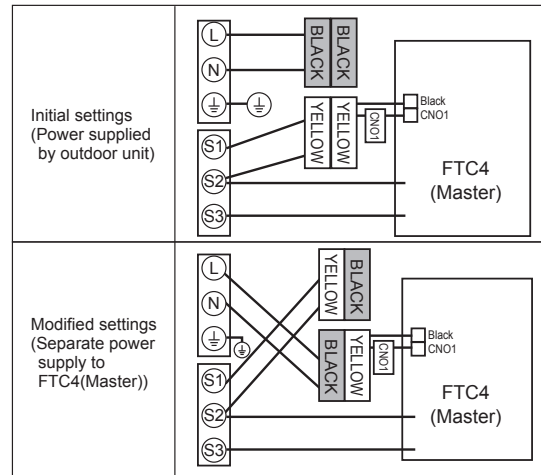 Initial settings
(Power supplied
by outdoor unit)
L
N
S1
S2
S3
BLACK
BLACK
YELLOW
YELLOW
CNO1
Black
CNO1
FTC4
(Master)
Modified settings
(Separate power
supply to
FTC4(Master))
L
N
S1
S2
S3
YELLOW
BLACK
BLACK
YELLOW
CNO1
Black
CNO1
FTC4
(Master)